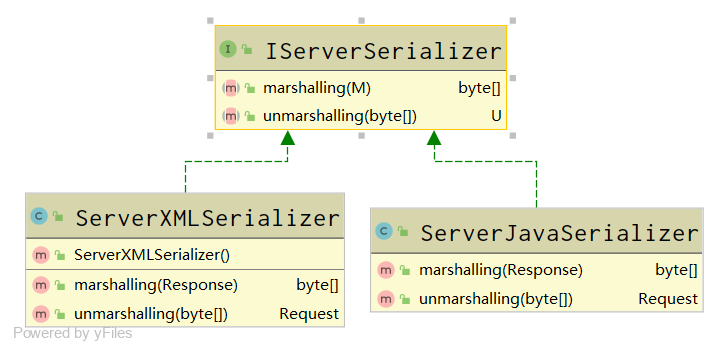 I IServerSerializer
m marshalling(M) byte[]
m unmarshalling(byte[]) U
C ServerXMLSerializer
m ServerXMLSerializer()
m marshalling(Response) byte[]
m unmarshalling(byte[]) Request
C ServerJavaSerializer
m marshalling(Response) byte[]
m unmarshalling(byte[]) Request
Powered by yFiles